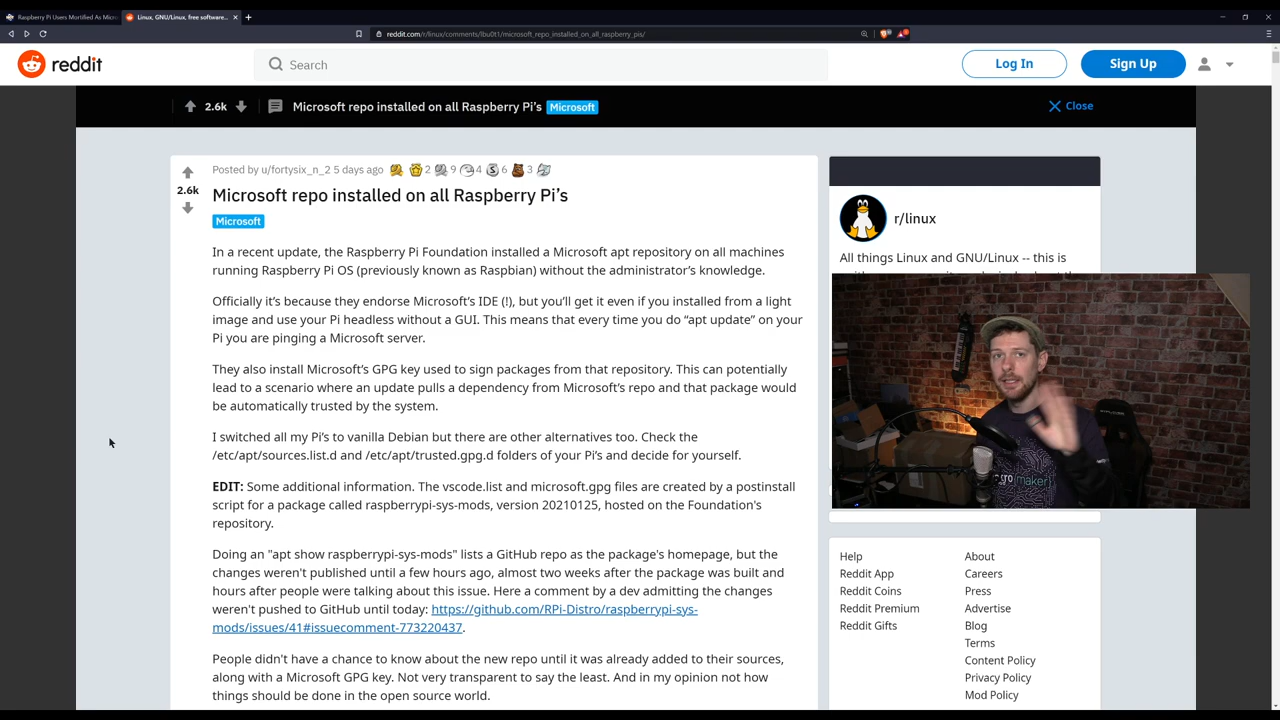 Raspberry Pi Users Mortified As Micro
Linux, GNU/Linux, free software...
reddit.com/r/linux/comments/lbu0t1/microsoft_repo_installed_on_all_raspberry_pis/
reddit
Search
Log In
Sign Up
2.6k
Microsoft repo installed on all Raspberry Pi’s Microsoft
Close
Posted by u/fortysix_n_2 5 days ago 2 9 4 6 3
2.6k
Microsoft repo installed on all Raspberry Pi’s
Microsoft
In a recent update, the Raspberry Pi Foundation installed a Microsoft apt repository on all machines
running Raspberry Pi OS (previously known as Raspbian) without the administrator’s knowledge.
Officially it’s because they endorse Microsoft’s IDE (!), but you’ll get it even if you installed from a light
image and use your Pi headless without a GUI. This means that every time you do “apt update” on your
Pi you are pinging a Microsoft server.
They also install Microsoft’s GPG key used to sign packages from that repository. This can potentially
lead to a scenario where an update pulls a dependency from Microsoft’s repo and that package would
be automatically trusted by the system.
I switched all my Pi’s to vanilla Debian but there are other alternatives too. Check the
/etc/apt/sources.list.d and /etc/apt/trusted.gpg.d folders of your Pi’s and decide for yourself.
EDIT: Some additional information. The vscode.list and microsoft.gpg files are created by a postinstall
script for a package called raspberrypi-sys-mods, version 20210125, hosted on the Foundation's
repository.
Doing an "apt show raspberrypi-sys-mods" lists a GitHub repo as the package's homepage, but the
changes weren't published until a few hours ago, almost two weeks after the package was built and
hours after people were talking about this issue. Here a comment by a dev admitting the changes
weren't pushed to GitHub until today: https://github.com/RPi-Distro/raspberrypi-sys-
mods/issues/41#issuecomment-773220437.
People didn't have a chance to know about the new repo until it was already added to their sources,
along with a Microsoft GPG key. Not very transparent to say the least. And in my opinion not how
things should be done in the open source world.
r/linux
All things Linux and GNU/Linux -- this is
maker
Help
Reddit App
Reddit Coins
Reddit Premium
Reddit Gifts
About
Careers
Press
Advertise
Blog
Terms
Content Policy
Privacy Policy
Mod Policy